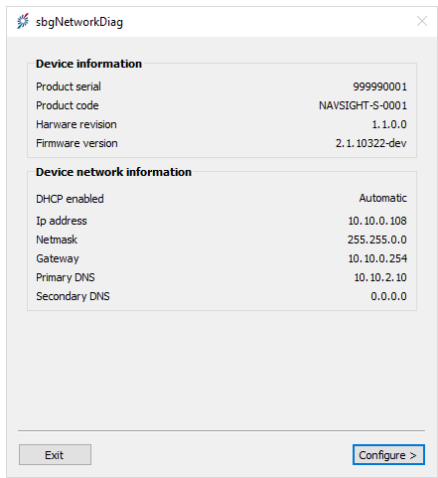 sbgNetworkDiag
Device information
Product serial 999990001
Product code NAVSIGHT-S-0001
Harware revision 1.1.0.0
Firmware version 2.1.10322-dev
Device network information
DHCP enabled Automatic
Ip address 10.10.0.108
Netmask 255.255.0.0
Gateway 10.10.0.254
Primary DNS 10.10.2.10
Secondary DNS 0.0.0.0
Exit Configure >